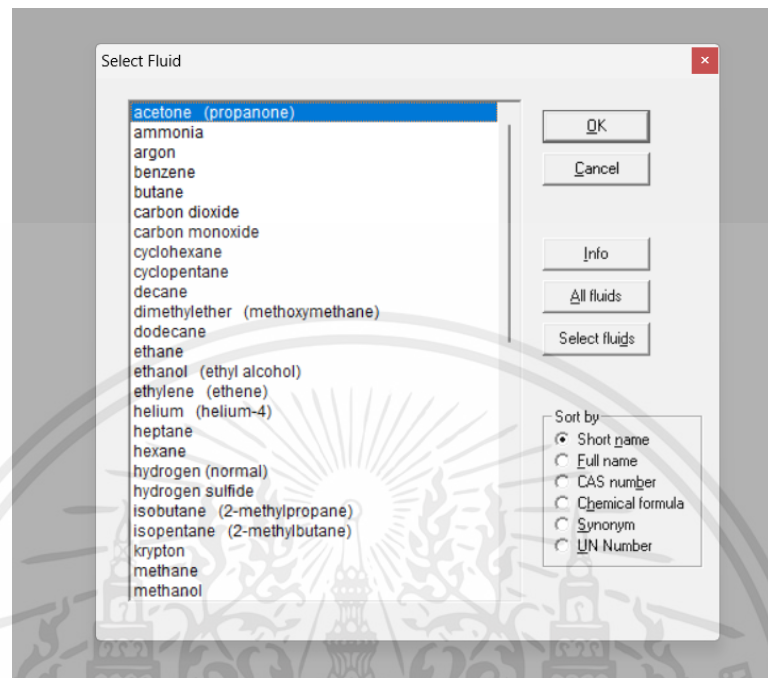 Select Fluid
acetone (propanone)
ammonia
argon
benzene
butane
carbon dioxide
carbon monoxide
cyclohexane
cyclopentane
decane
dimethylether (methoxymethane)
dodecane
ethane
ethanol (ethyl alcohol)
ethylene (ethene)
helium (helium-4)
heptane
hexane
hydrogen (normal)
hydrogen sulfide
isobutane (2-methylpropane)
isopentane (2-methylbutane)
krypton
methane
methanol
OK
Cancel
Info
All fluids
Select fluids
Sort by
Short name
Full name
CAS number
Chemical formula
Synonym
UN Number